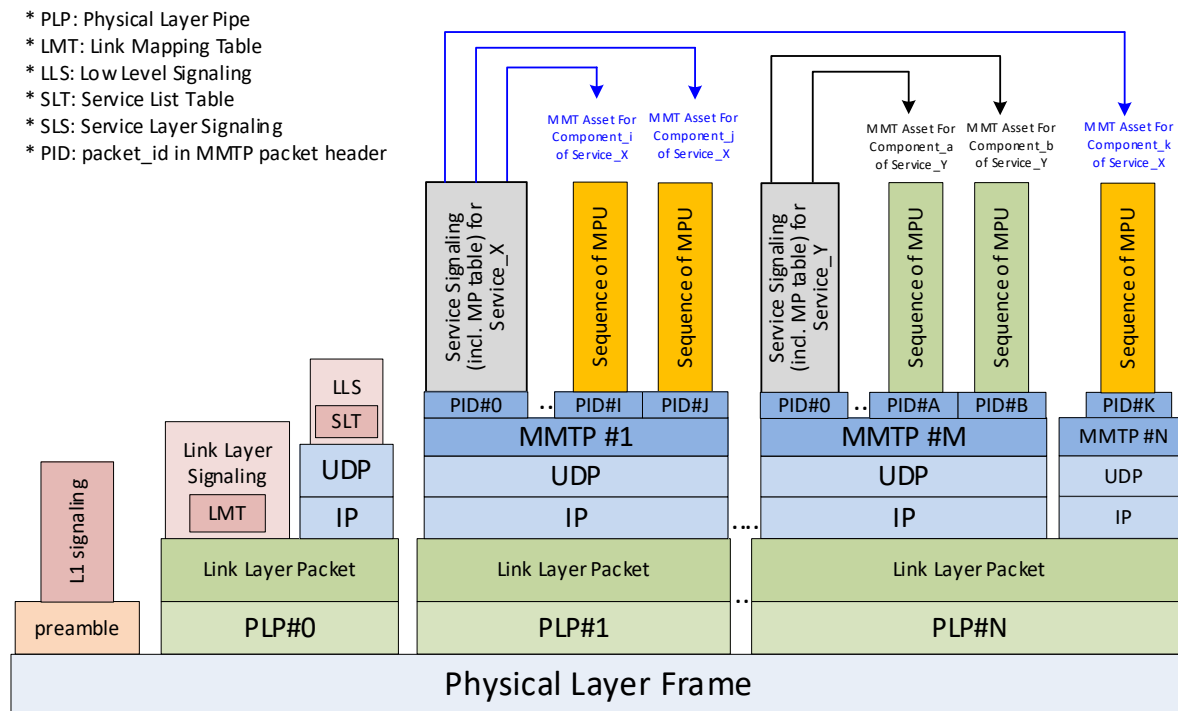 * PLP: Physical Layer Pipe
* LMT: Link Mapping Table
* LLS: Low Level Signaling
* SLT: Service List Table
* SLS: Service Layer Signaling
* PID: packet_id in MMTP packet header
MMT Asset For
Component_i
of Service_X
MMT Asset For
Component_j
of Service_X
MMT Asset For
Component_a
of Service_Y
MMT Asset For
Component_b
of Service_Y
MMT Asset For
Component_k
of Service_X
Service Signaling
(incl. MP table) for
Service_X
Sequence of MPU
Sequence of MPU
Service Signaling
(incl. MP table) for
Service_Y
Sequence of MPU
Sequence of MPU
Sequence of MPU
LLS
SLT
PID#0
..
PID#I
PID#J
PID#0
..
PID#A
PID#B
PID#K
Link Layer
Signaling
LMT
UDP
IP
MMTP #1
UDP
IP
MMTP #M
UDP
IP
MMTP #N
UDP
IP
.....
....
L1 signaling
Link Layer Packet
Link Layer Packet
..
Link Layer Packet
preamble
PLP#0
PLP#1
..
PLP#N
Physical Layer Frame